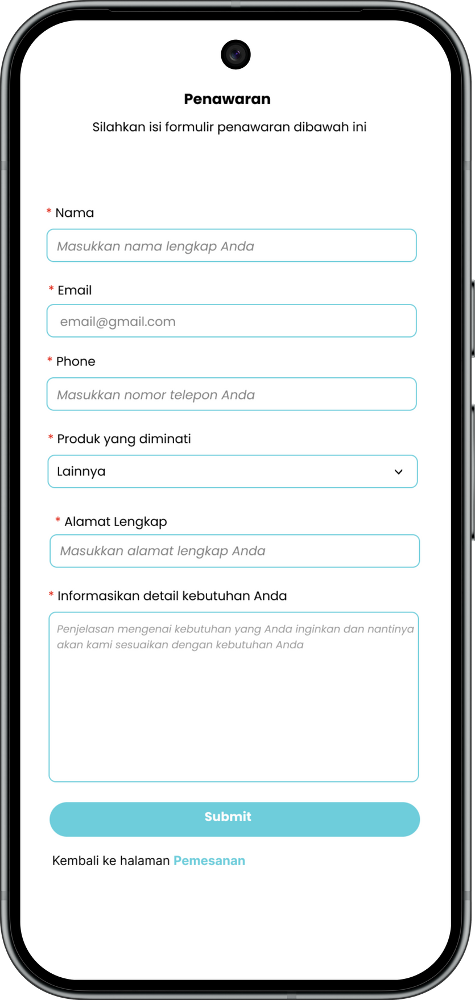 Penawaran
Silahkan isi formulir penawaran dibawah ini
* Nama
Masukkan nama lengkap Anda
* Email
email@gmail.com
* Phone
Masukkan nomor telepon Anda
* Produk yang diminati
Lainnya
* Alamat Lengkap
Masukkan alamat lengkap Anda
* Informasikan detail kebutuhan Anda
Penjelasan mengenai kebutuhan yang Anda inginkan dan nantinya
akan kami sesuaikan dengan kebutuhan Anda
Submit
Kembali ke halaman Pemesanan